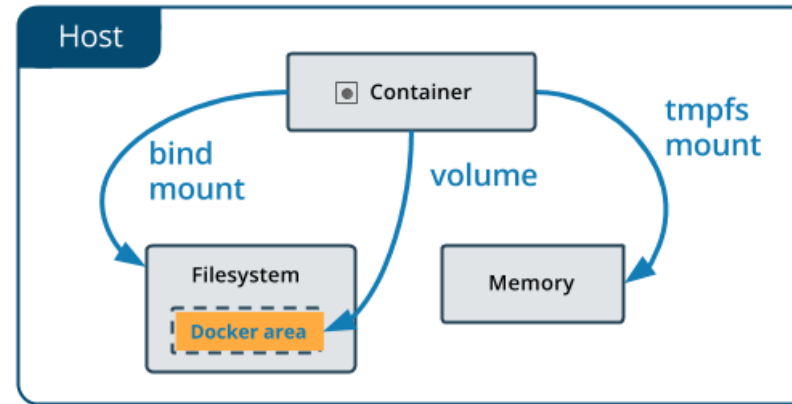 Host
Container
bind
mount
volume
tmpfs
mount
Filesystem
Docker area
Memory